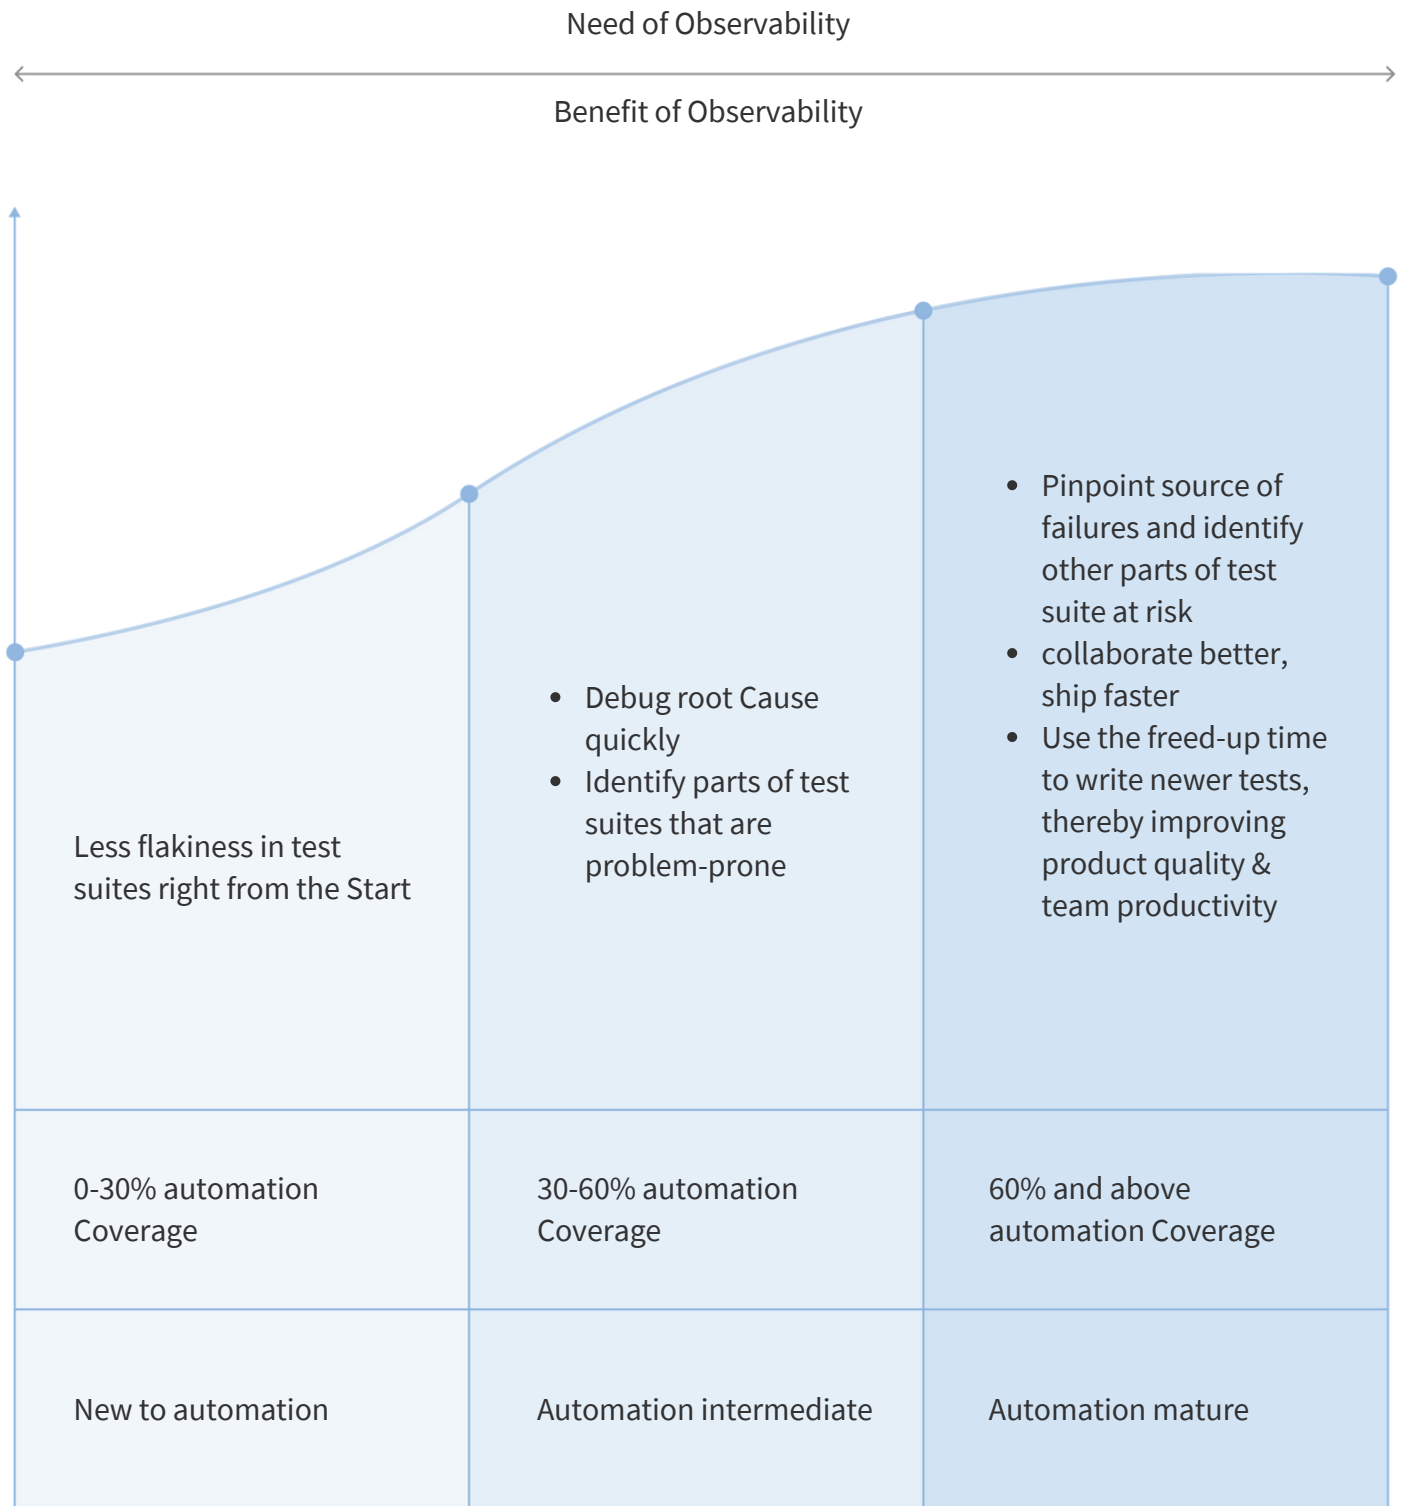 Need of Observability
Benefit of Observability
Less flakiness in test
suites right from the Start
• Debug root Cause
quickly
• Identify parts of test
suites that are
problem-prone
• Pinpoint source of
failures and identify
other parts of test
suite at risk
• collaborate better,
ship faster
• Use the freed-up time
to write newer tests,
thereby improving
product quality &
team productivity
0-30% automation
Coverage
30-60% automation
Coverage
60% and above
automation Coverage
New to automation
Automation intermediate
Automation mature